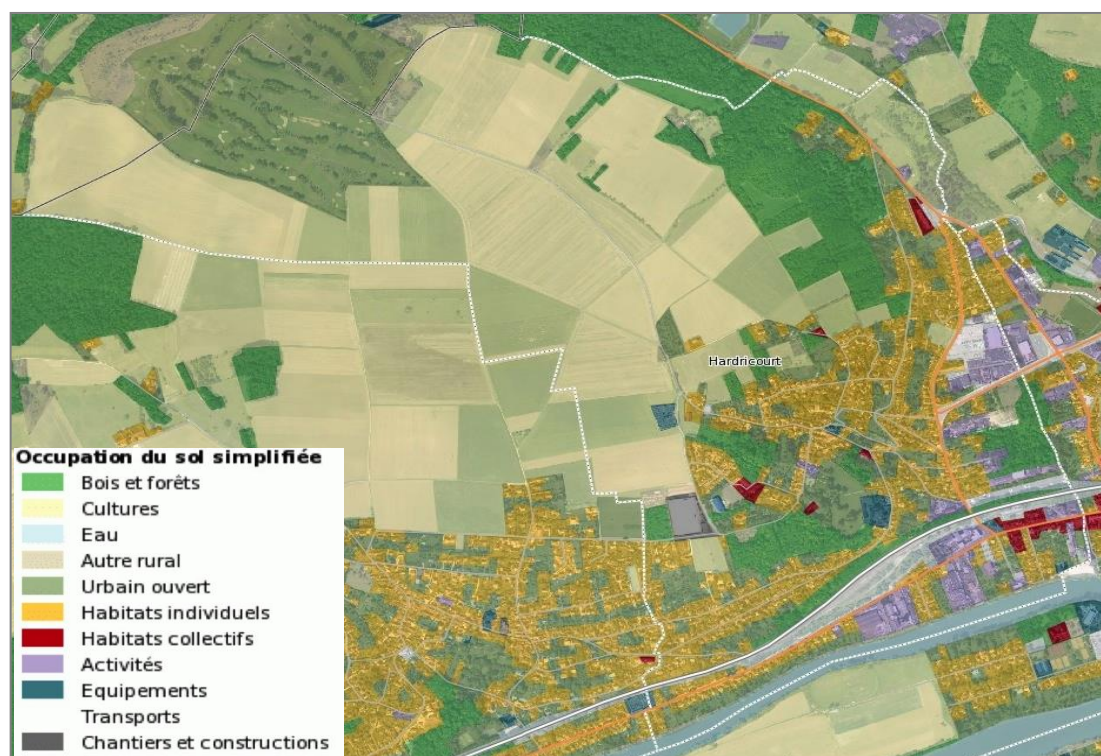 Hardricourt
Occupation du sol simplifiée
Bois et forêts
Cultures
Eau
Autre rural
Urbain ouvert
Habitats individuels
Habitats collectifs
Activités
Equipements
Transports
Chantiers et constructions